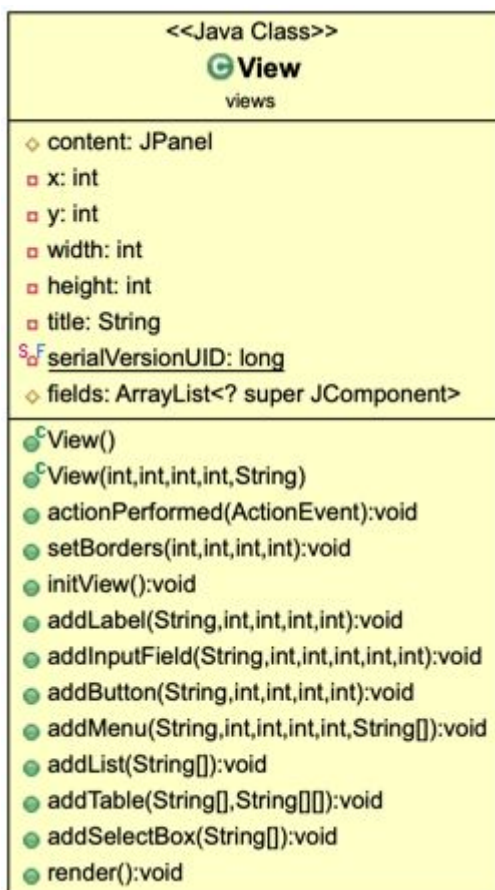 <<Java Class>>
C View
views
content: JPanel
x: int
y: int
width: int
height: int
title: String
S F serialVersionUID: long
fields: ArrayList<? super JComponent>
C View()
C View(int,int,int,int,String)
actionPerformed(ActionEvent):void
setBorders(int,int,int,int):void
initView():void
addLabel(String,int,int,int,int):void
addInputField(String,int,int,int,int,int):void
addButton(String,int,int,int,int):void
addMenu(String,int,int,int,int,String[]):void
addList(String[]):void
addTable(String[],String[][]):void
addSelectBox(String[]):void
render():void